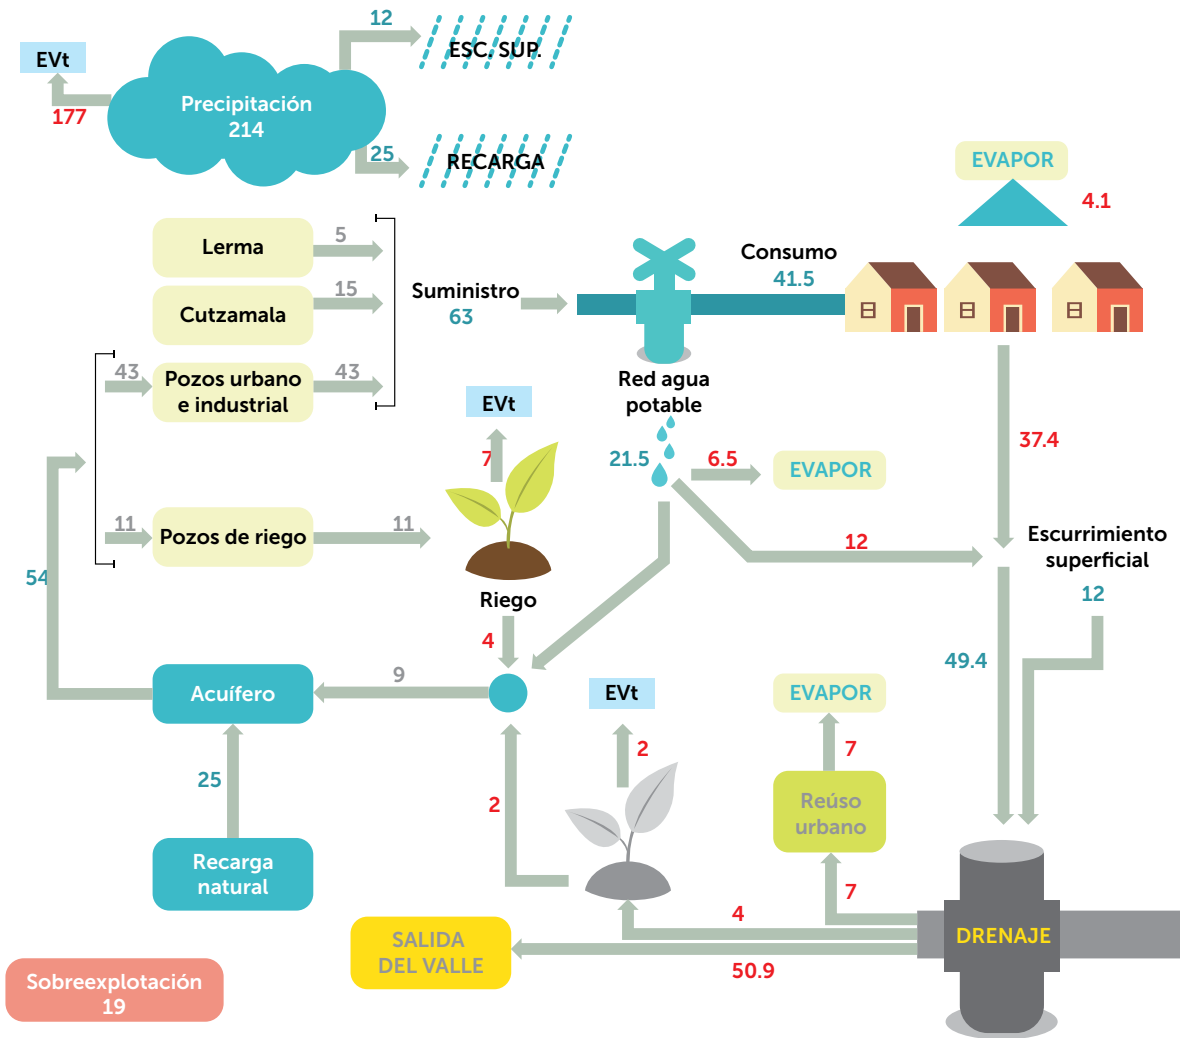 12
EVt
ESC. SUP.
Precipitación
214
177
25
RECARGA
EVAPOR
4.1
Lerma
5
Cutzamala
15
Suministro
63
Consumo
41.5
43
Pozos urbano
e industrial
43
Red agua
potable
EVt
7
21.5
6.5
EVAPOR
37.4
11
Pozos de riego
11
12
Escurrimiento
superficial
12
54
Riego
4
49.4
Acuífero
9
EVt
EVAPOR
2
7
25
2
Reúso
urbano
Recarga
natural
7
4
SALIDA
DEL VALLE
50.9
DRENAJE
Sobreexplotación
19